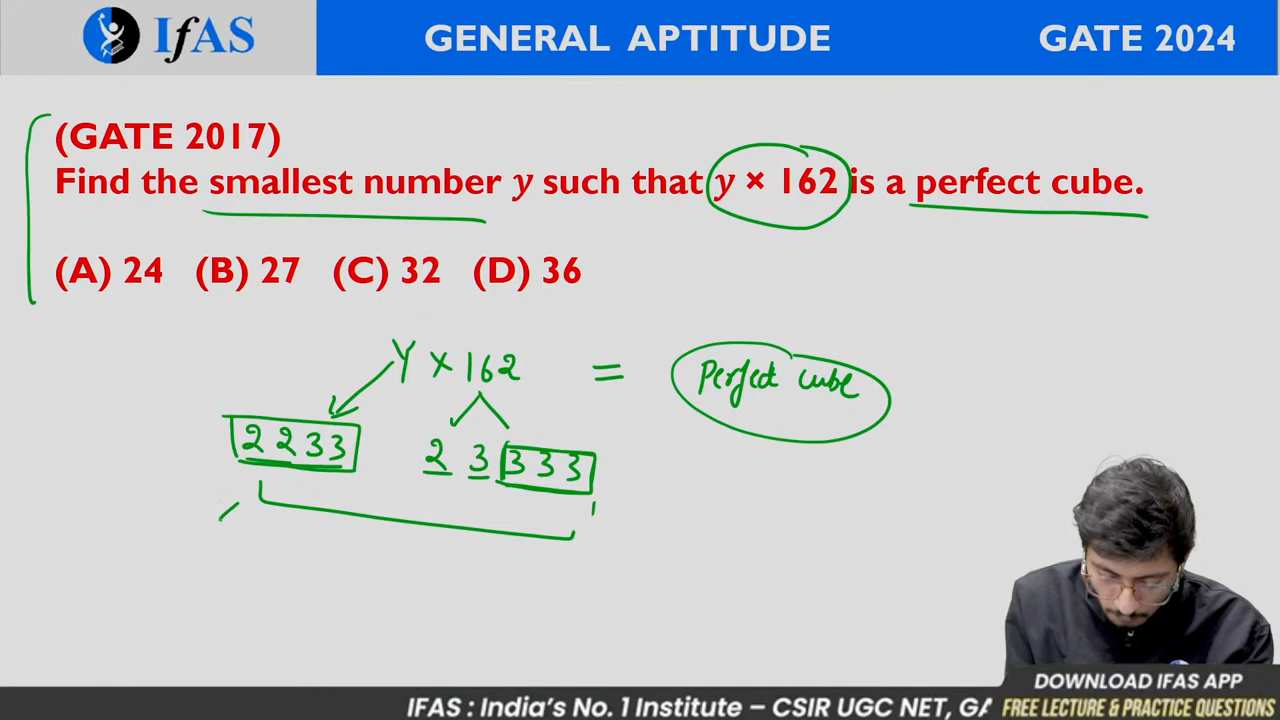 IfAS GENERAL APTITUDE GATE 2024
(GATE 2017)
Find the smallest number y such that y × 162 is a perfect cube.
(A) 24 (B) 27 (C) 32 (D) 36
Y × 162 = Perfect cube
2 2 3 3 2 3 3 3 3
DOWNLOAD IFAS APP
IFAS : India's No. 1 Institute – CSIR UGC NET, GA
FREE LECTURE & PRACTICE QUESTIONS